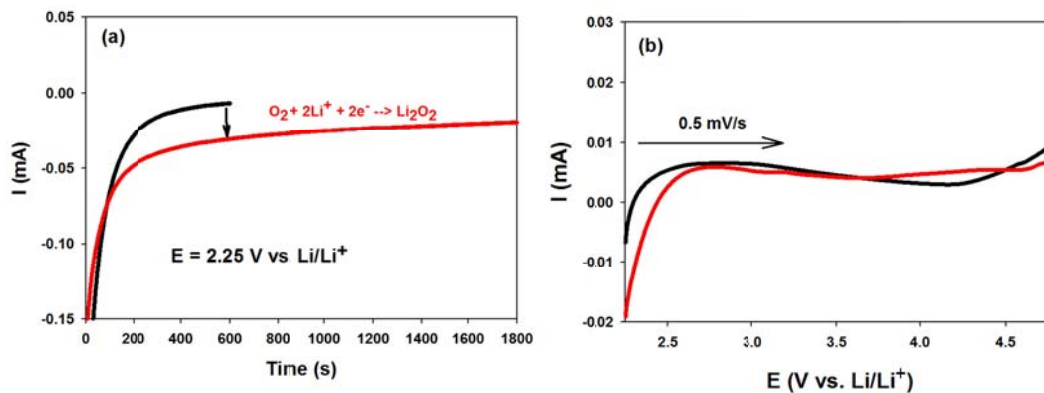 (a)
0.05
0.00
-0.05
-0.10
-0.15
I (mA)
O₂+ 2Li⁺ + 2e⁻ --> Li₂O₂
E = 2.25 V vs Li/Li⁺
0 200 400 600 800 1000 1200 1400 1600 1800
Time (s)
(b)
0.03
0.02
0.01
0.00
-0.01
-0.02
I (mA)
0.5 mV/s
2.5 3.0 3.5 4.0 4.5
E (V vs. Li/Li⁺)